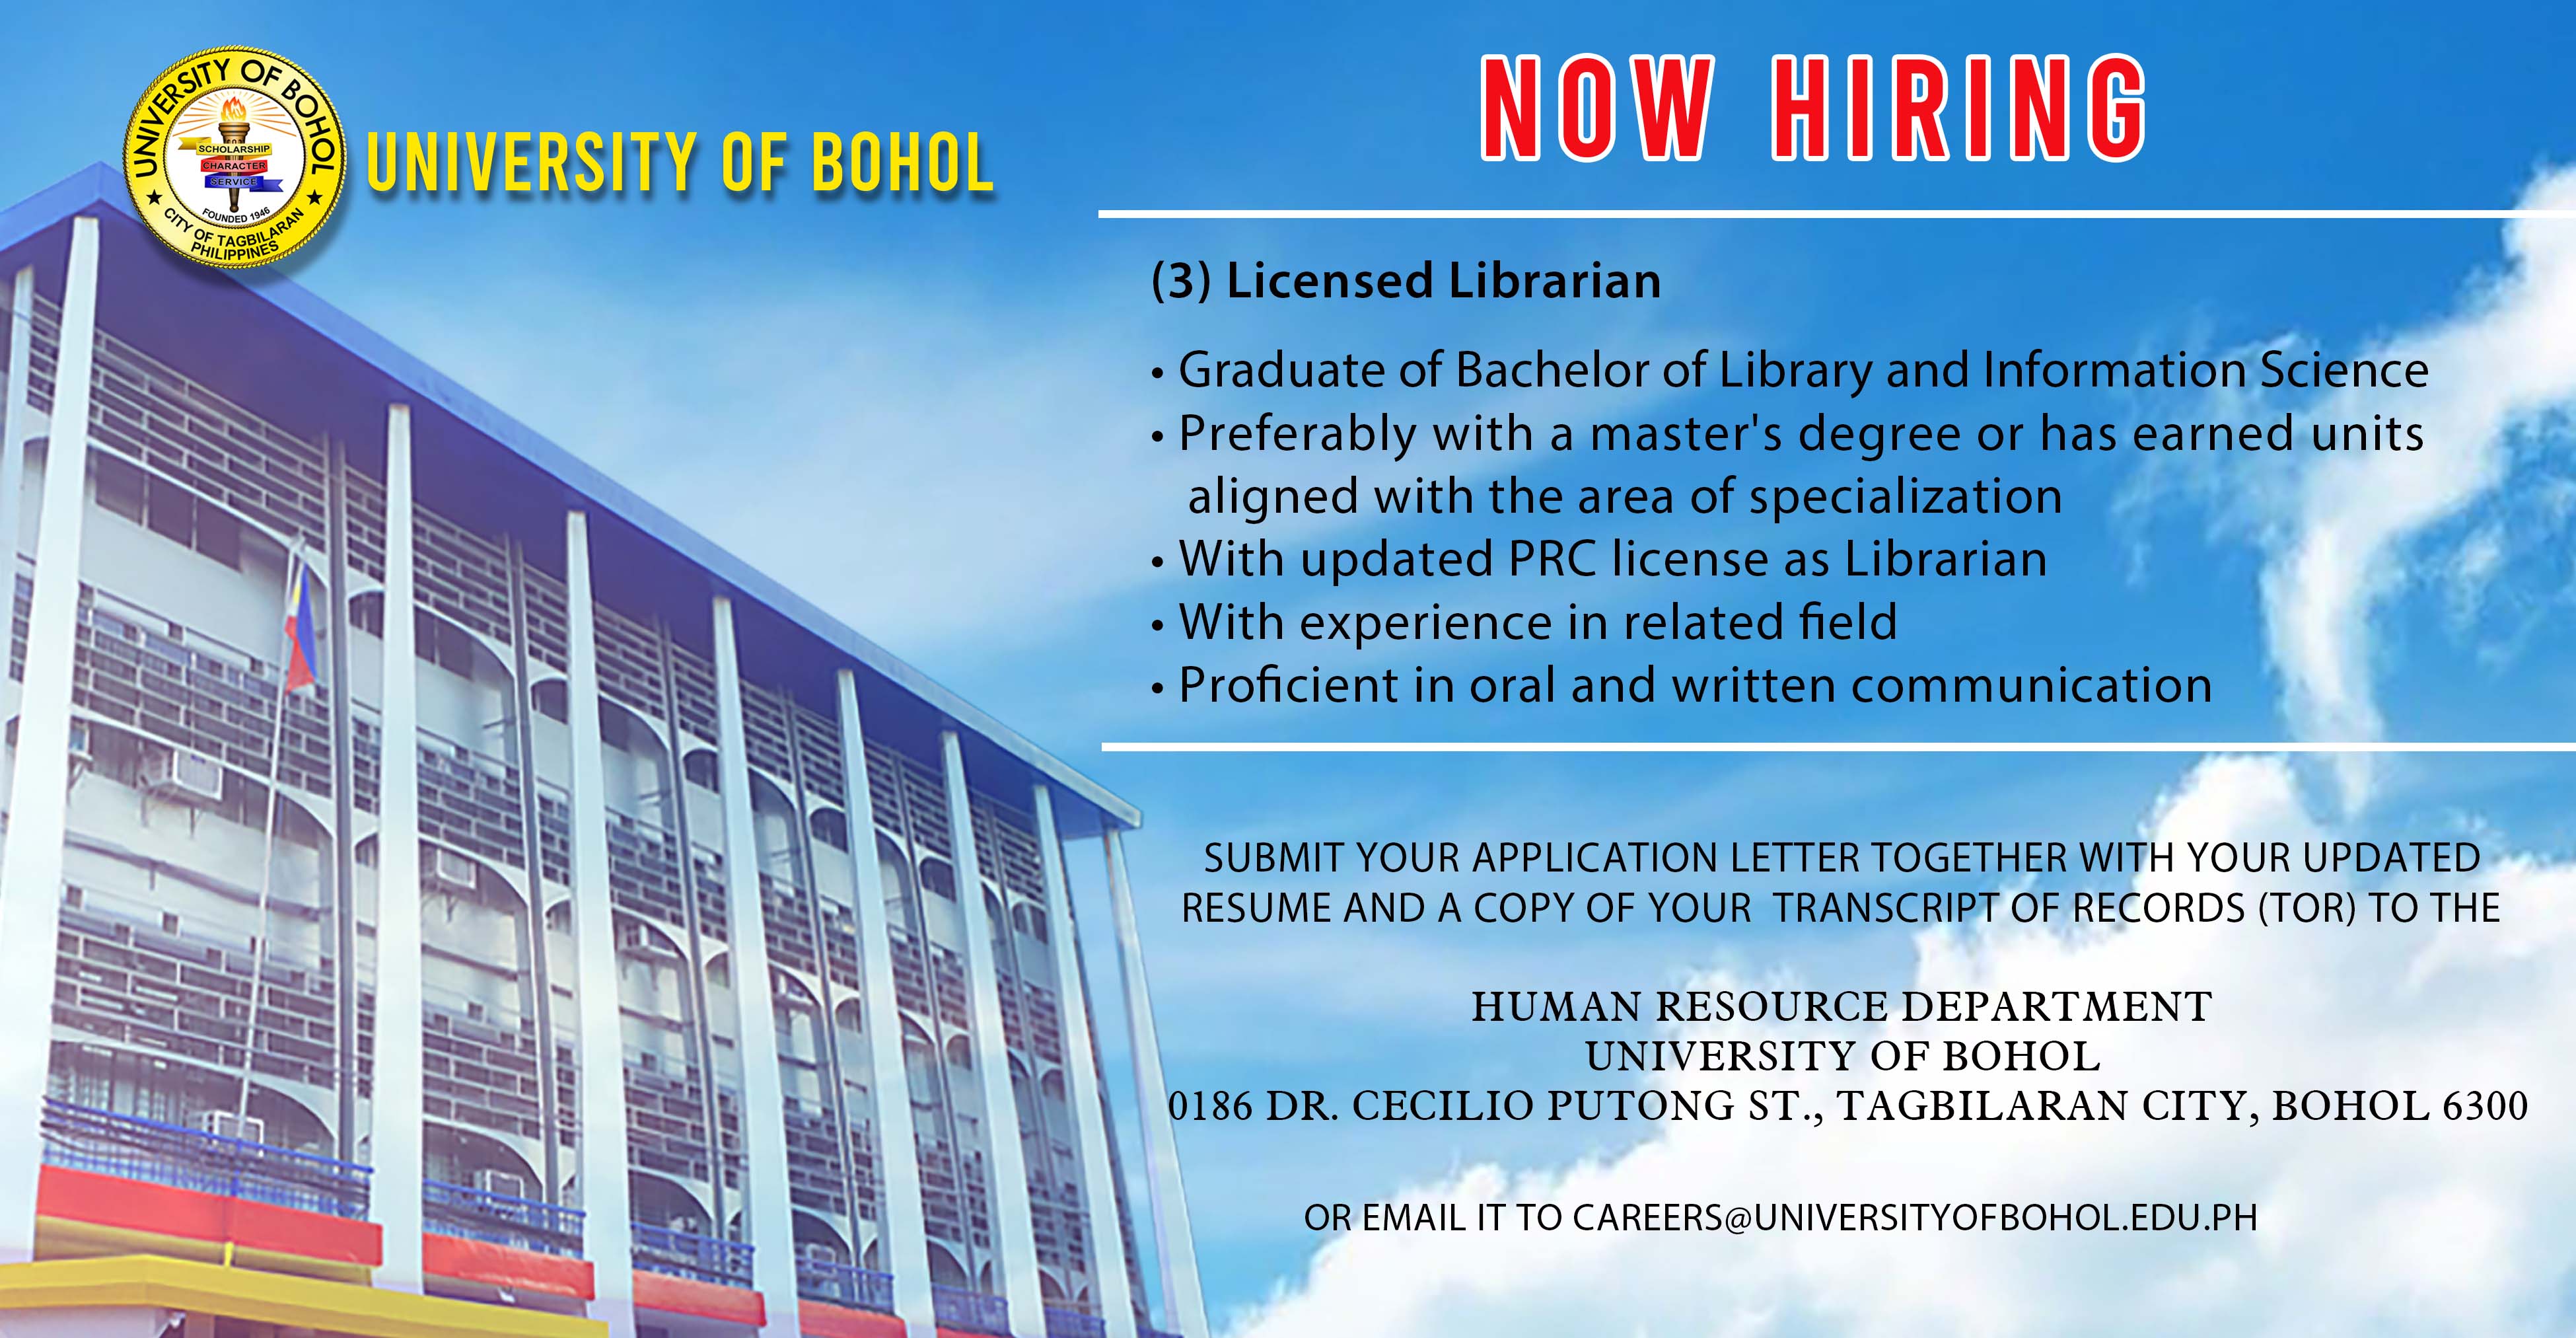 UNIVERSITY OF BOHOL
SCHOLARSHIP
CHARACTER
SERVICE
FOUNDED 1946
CITY OF TAGBILARAN
PHILIPPINES
UNIVERSITY OF BOHOL
NOW HIRING
(3) Licensed Librarian
• Graduate of Bachelor of Library and Information Science
• Preferably with a master's degree or has earned units
aligned with the area of specialization
• With updated PRC license as Librarian
• With experience in related field
• Proficient in oral and written communication
SUBMIT YOUR APPLICATION LETTER TOGETHER WITH YOUR UPDATED
RESUME AND A COPY OF YOUR TRANSCRIPT OF RECORDS (TOR) TO THE
HUMAN RESOURCE DEPARTMENT
UNIVERSITY OF BOHOL
0186 DR. CECILIO PUTONG ST., TAGBILARAN CITY, BOHOL 6300
OR EMAIL IT TO CAREERS@UNIVERSITYOFBOHOL.EDU.PH